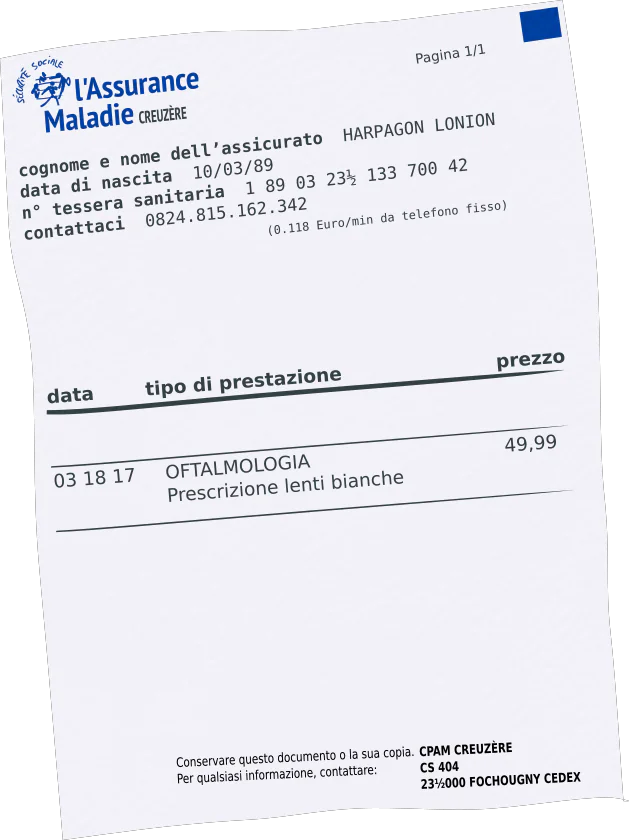 Pagina 1/1
SÉCURITÉ SOCIALE
l'Assurance
Maladie CREUZÈRE
cognome e nome dell’assicurato HARPAGON LONION
data di nascita 10/03/89
n° tessera sanitaria 1 89 03 23½ 133 700 42
contattaci 0824.815.162.342
(0.118 Euro/min da telefono fisso)
data tipo di prestazione prezzo
03 18 17 OFTALMOLOGIA 49,99
Prescrizione lenti bianche
Conservare questo documento o la sua copia. CPAM CREUZÈRE
Per qualsiasi informazione, contattare: CS 404
23½000 FOCHOUGNY CEDEX